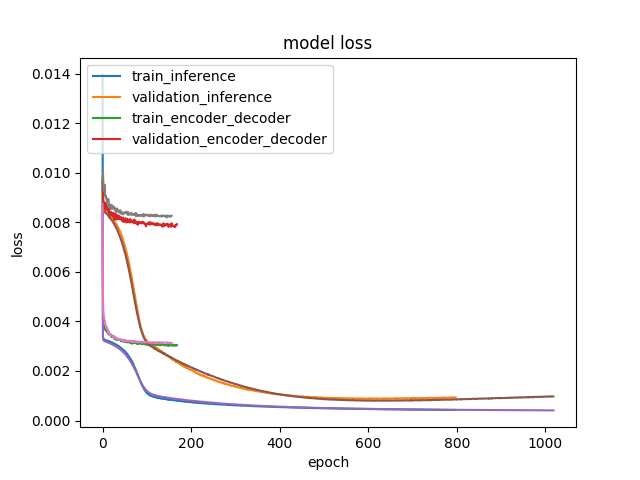 model loss
train_inference
validation_inference
train_encoder_decoder
validation_encoder_decoder
loss
0.014
0.012
0.010
0.008
0.006
0.004
0.002
0.000
0 200 400 600 800 1000
epoch